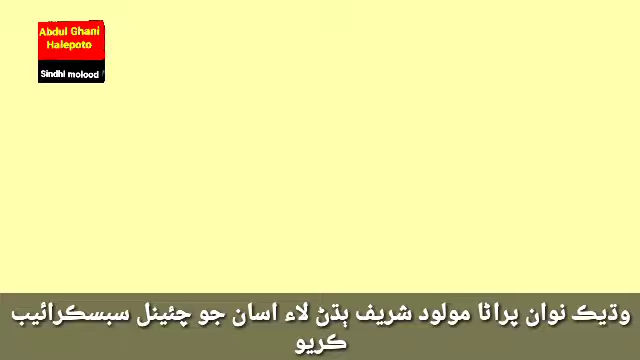 Abdul Ghani
Halepoto
Sindhi molood
وڌيڪ نوان پراڻا مولود شريف ٻڌڻ لاء اسان جو چئينل سبسڪرائيب
ڪريو